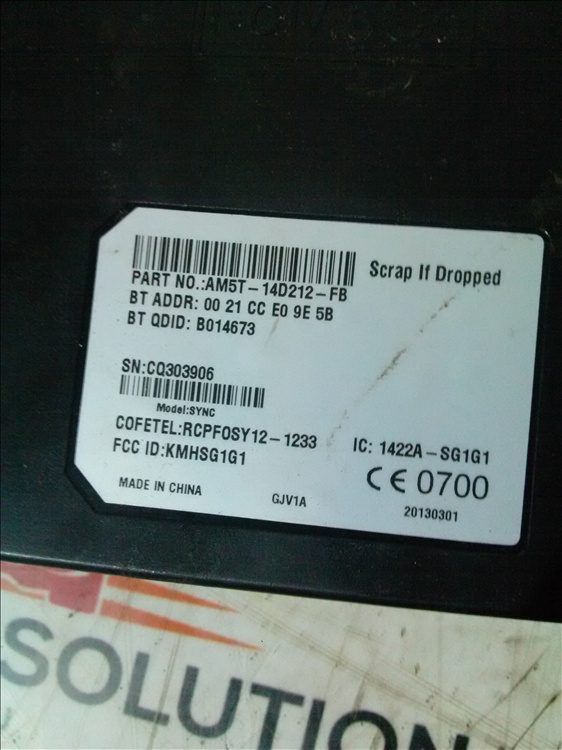 PART NO.:AM5T-14D212-FB
Scrap If Dropped
BT ADDR: 00 21 CC E0 9E 5B
BT QDID: B014673
SN:CQ303906
Model:SYNC
COFETEL:RCPFOSY12-1233
IC: 1422A-SG1G1
FCC ID:KMHSG1G1
CE 0700
MADE IN CHINA
GJV1A
20130301
SOLUTION